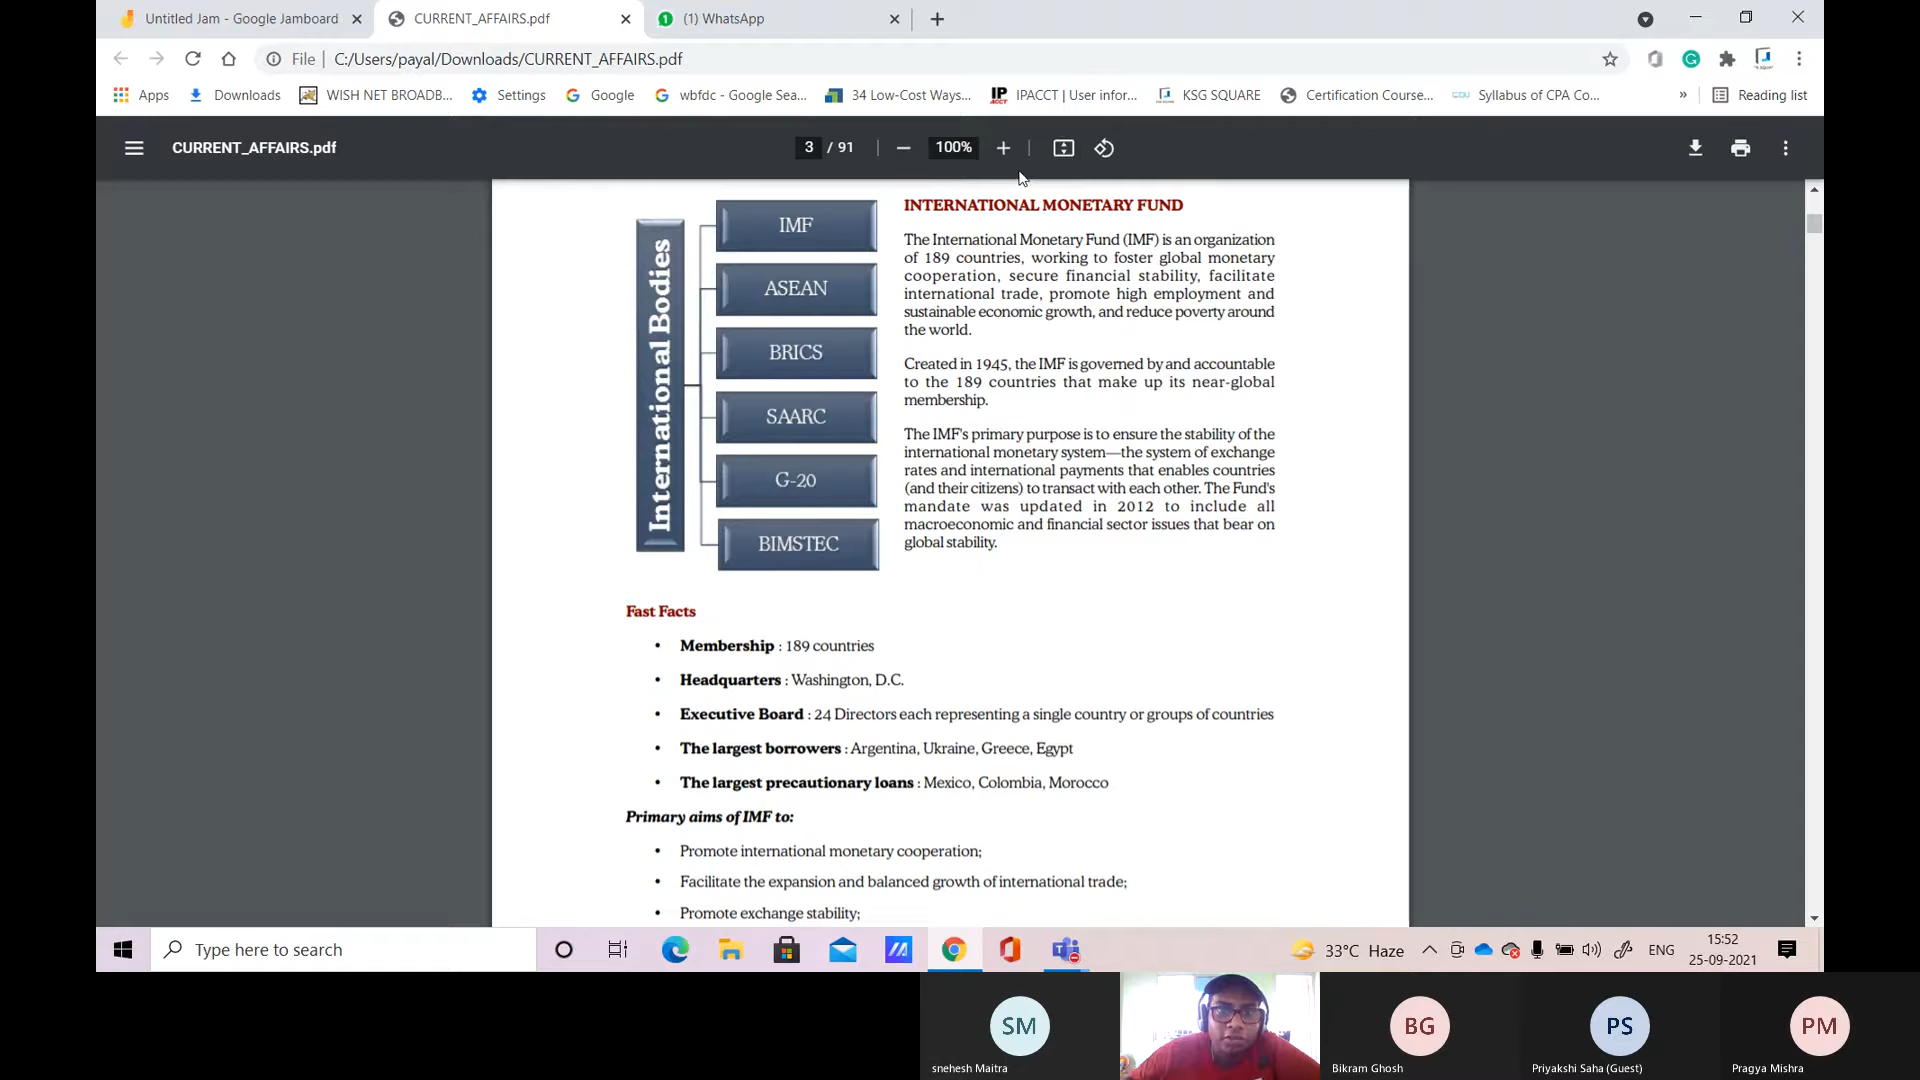 Untitled Jam - Google Jamboard
CURRENT_AFFAIRS.pdf
(1) WhatsApp
File | C:/Users/payal/Downloads/CURRENT_AFFAIRS.pdf
Apps Downloads WISH NET BROADB... Settings Google wbfdc - Google Sea... 34 Low-Cost Ways... IPACCT | User infor... KSG SQUARE Certification Course... Syllabus of CPA Co... » Reading list
CURRENT_AFFAIRS.pdf
3 / 91
100%
International Bodies
IMF
ASEAN
BRICS
SAARC
G-20
BIMSTEC
INTERNATIONAL MONETARY FUND
The International Monetary Fund (IMF) is an organization
of 189 countries, working to foster global monetary
cooperation, secure financial stability, facilitate
international trade, promote high employment and
sustainable economic growth, and reduce poverty around
the world.
Created in 1945, the IMF is governed by and accountable
to the 189 countries that make up its near-global
membership.
The IMF's primary purpose is to ensure the stability of the
international monetary system—the system of exchange
rates and international payments that enables countries
(and their citizens) to transact with each other. The Fund's
mandate was updated in 2012 to include all
macroeconomic and financial sector issues that bear on
global stability.
Fast Facts
• Membership : 189 countries
• Headquarters : Washington, D.C.
• Executive Board : 24 Directors each representing a single country or groups of countries
• The largest borrowers : Argentina, Ukraine, Greece, Egypt
• The largest precautionary loans : Mexico, Colombia, Morocco
Primary aims of IMF to:
• Promote international monetary cooperation;
• Facilitate the expansion and balanced growth of international trade;
• Promote exchange stability;
Type here to search
33°C Haze
ENG
15:52
25-09-2021
SM
BG
PS
PM
snehesh Maitra
Bikram Ghosh
Priyakshi Saha (Guest)
Pragya Mishra